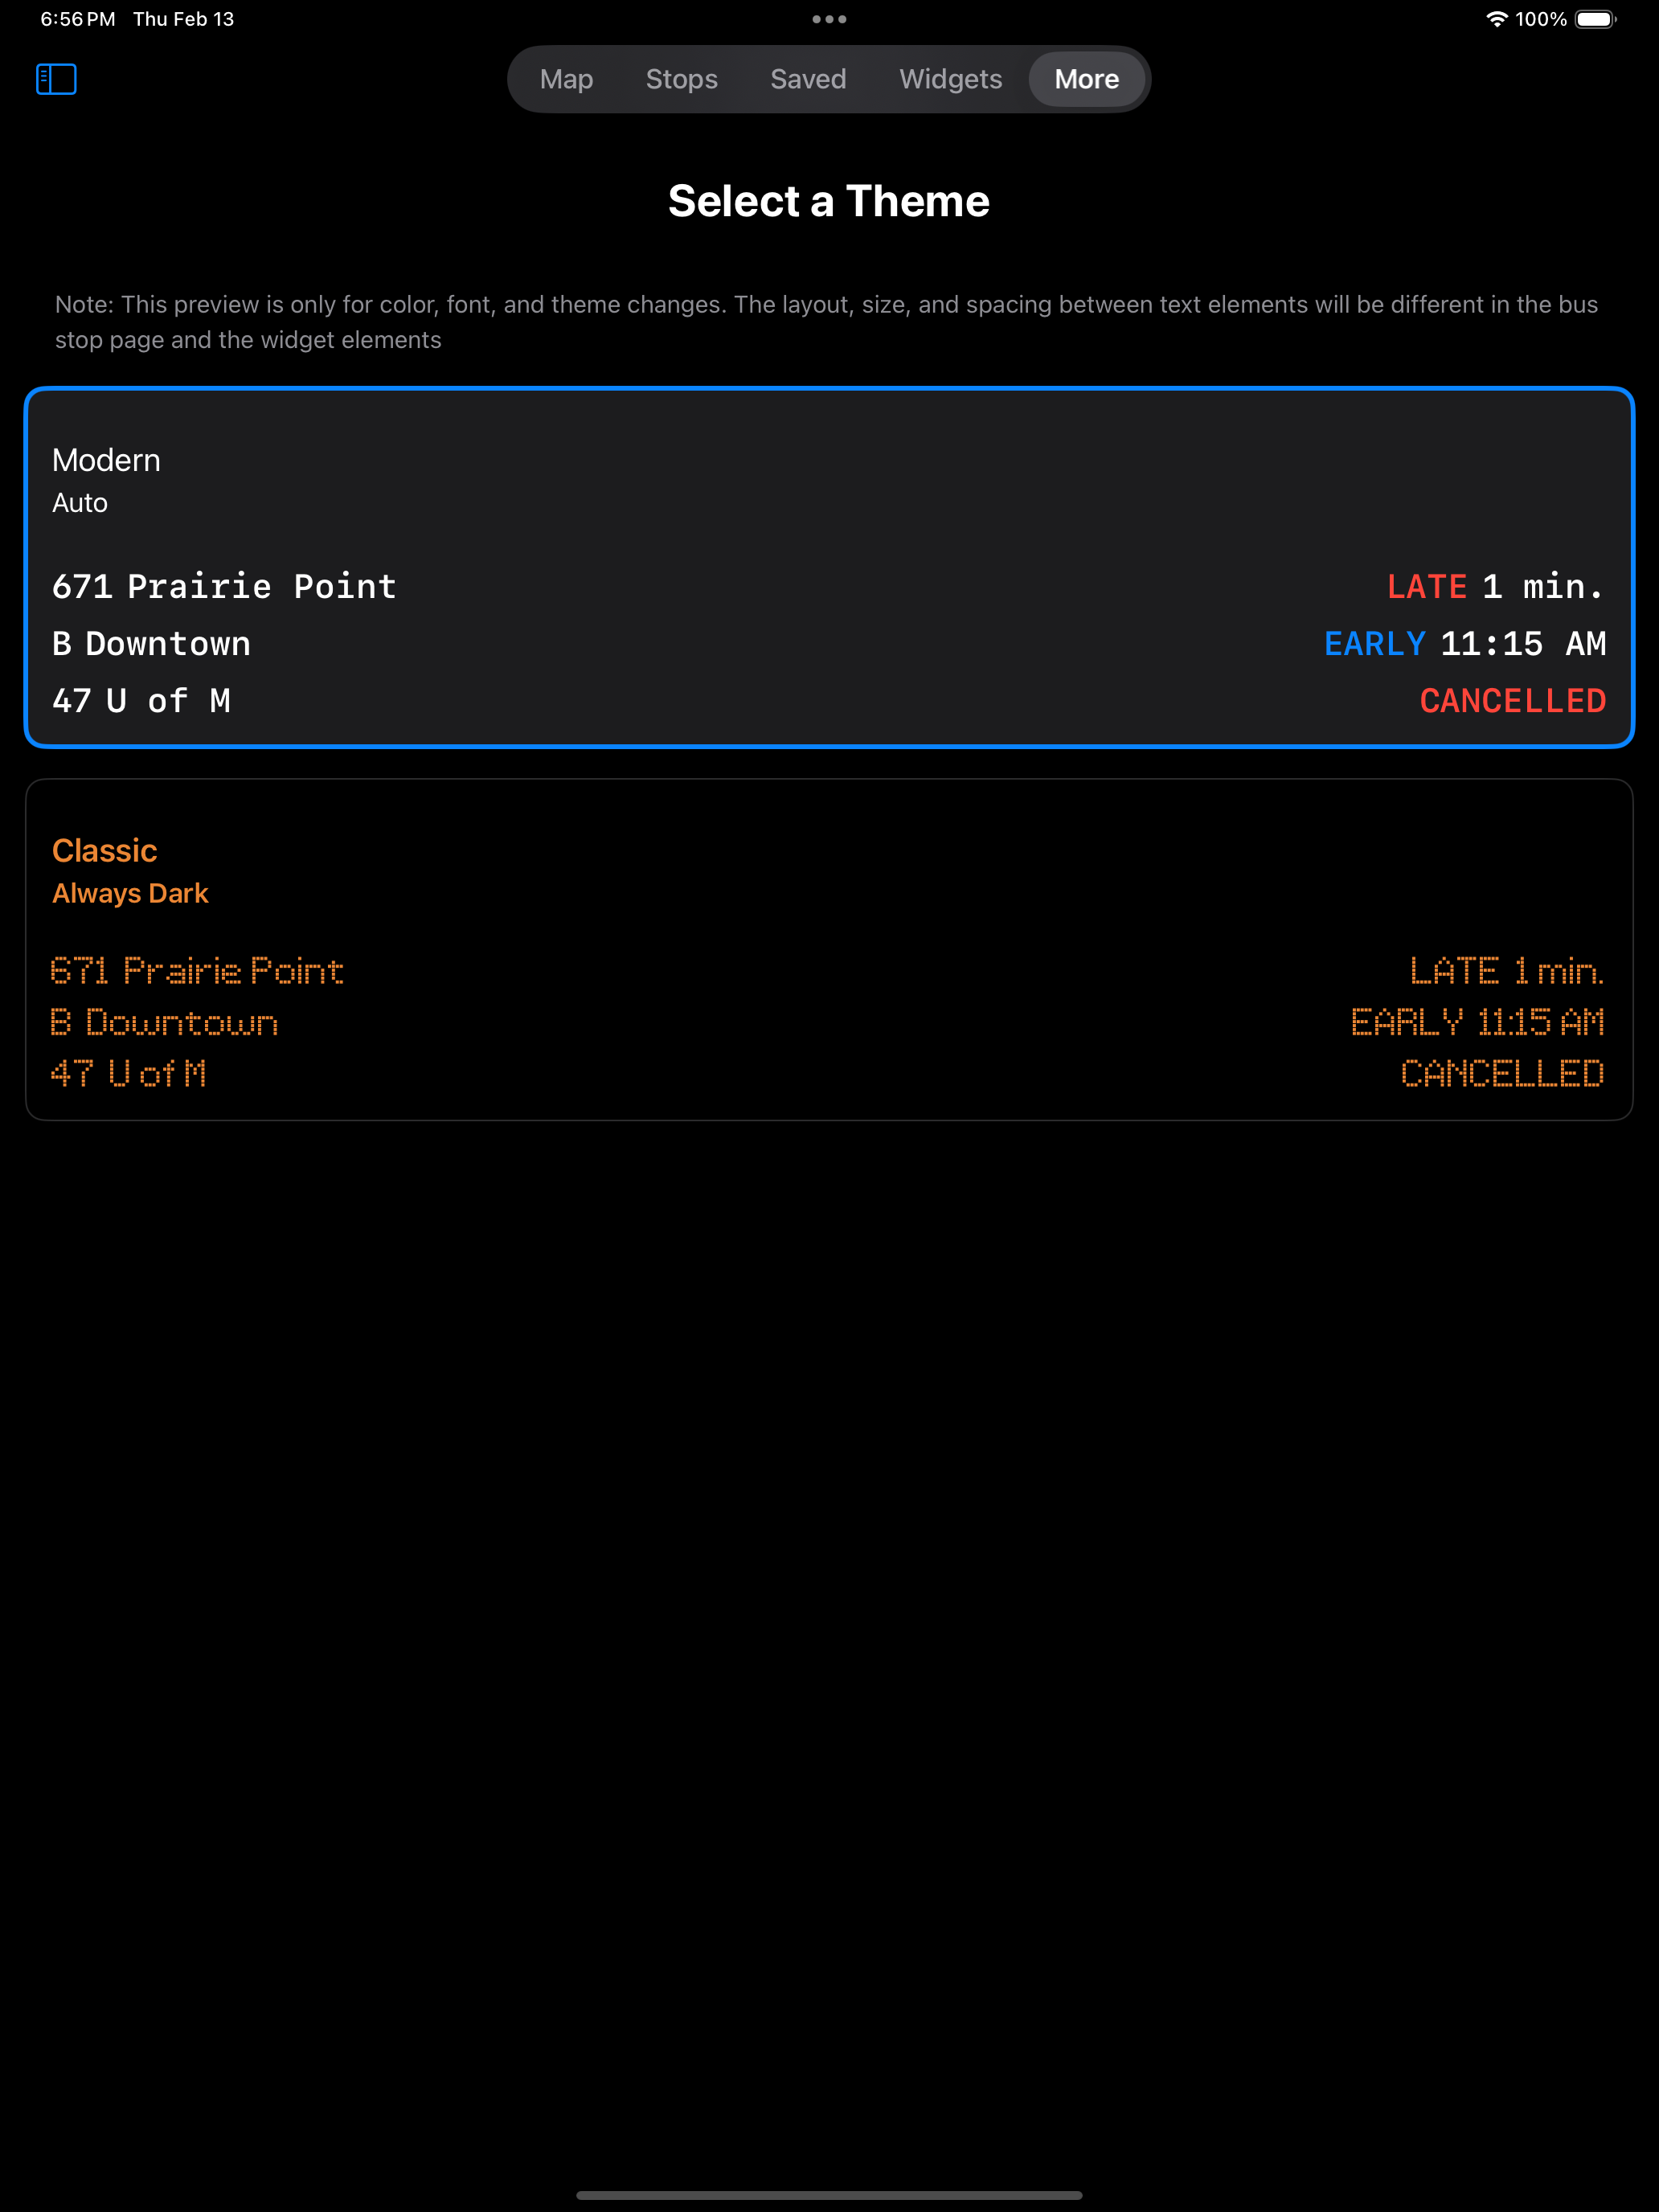 6:56 PM Thu Feb 13 100%
Map Stops Saved Widgets More
Select a Theme
Note: This preview is only for color, font, and theme changes. The layout, size, and spacing between text elements will be different in the bus
stop page and the widget elements
Modern
Auto
671 Prairie Point LATE 1 min.
B Downtown EARLY 11:15 AM
47 U of M CANCELLED
Classic
Always Dark
671 Prairie Point LATE 1 min.
B Downtown EARLY 11:15 AM
47 U of M CANCELLED